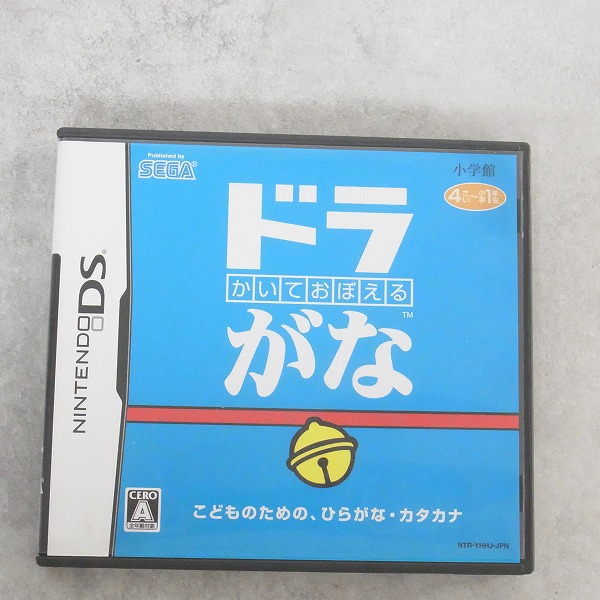 NINTENDO DS®
Published by
SEGA®
小学館
4さい～小学1年生
ドラ
かいておぼえる
がな™
こどものための、ひらがな・カタカナ
CERO
A
全年齢対象
NTR-YHHJ-JPN